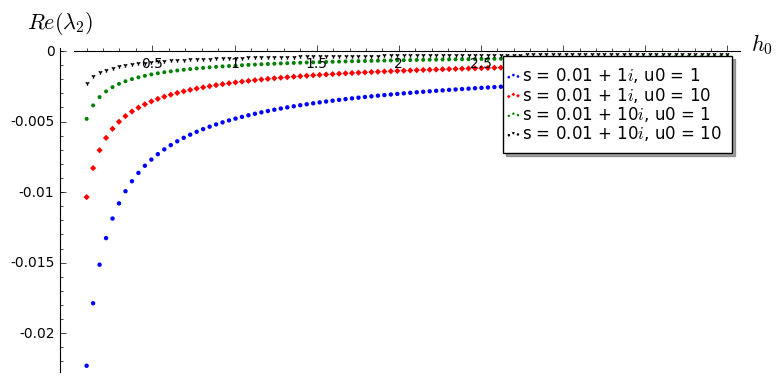 Re(λ₂)
h₀
0
0.5
1
1.5
2
2.5
-0.005
-0.01
-0.015
-0.02
s = 0.01 + 1i, u0 = 1
s = 0.01 + 1i, u0 = 10
s = 0.01 + 10i, u0 = 1
s = 0.01 + 10i, u0 = 10